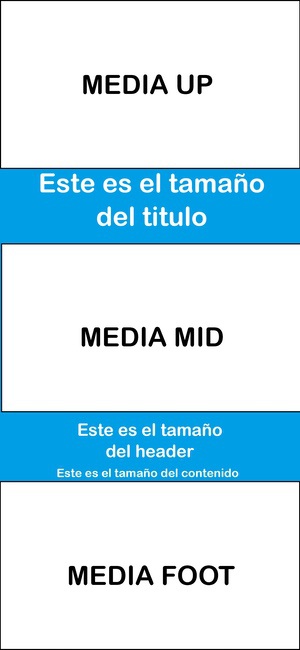 MEDIA UP
Este es el tamaño
del titulo
MEDIA MID
Este es el tamaño
del header
Este es el tamaño del contenido
MEDIA FOOT